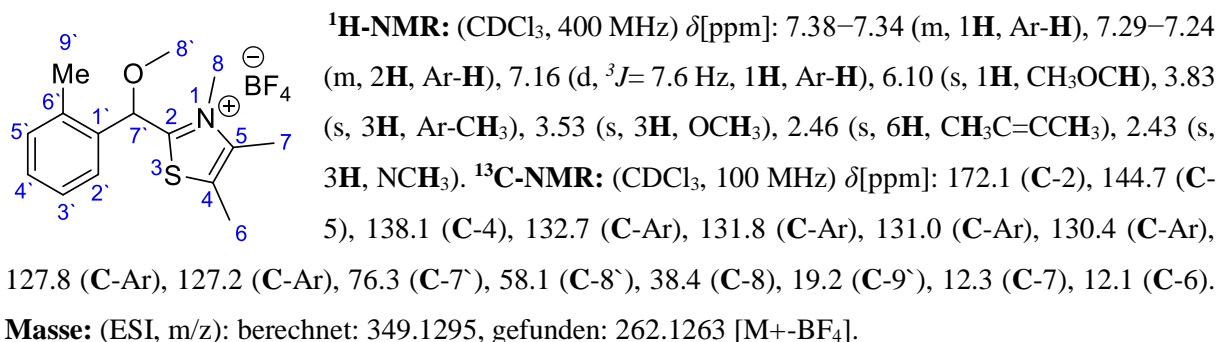 ¹H-NMR: (CDCl₃, 400 MHz) δ[ppm]: 7.38−7.34 (m, 1H, Ar-H), 7.29−7.24
(m, 2H, Ar-H), 7.16 (d, ³J= 7.6 Hz, 1H, Ar-H), 6.10 (s, 1H, CH3OCH), 3.83
(s, 3H, Ar-CH₃), 3.53 (s, 3H, OCH₃), 2.46 (s, 6H, CH₃C=CCH₃), 2.43 (s,
3H, NCH₃). ¹³C-NMR: (CDCl₃, 100 MHz) δ[ppm]: 172.1 (C-2), 144.7 (C-
5), 138.1 (C-4), 132.7 (C-Ar), 131.8 (C-Ar), 131.0 (C-Ar), 130.4 (C-Ar),
127.8 (C-Ar), 127.2 (C-Ar), 76.3 (C-7`), 58.1 (C-8`), 38.4 (C-8), 19.2 (C-9`), 12.3 (C-7), 12.1 (C-6).
Masse: (ESI, m/z): berechnet: 349.1295, gefunden: 262.1263 [M+-BF₄].
9`
8`
Me
O
8
BF₄
⊖
6`
1`
1
N
+
5`
7`
2
5
7
3
S
4`
2`
4
3`
6